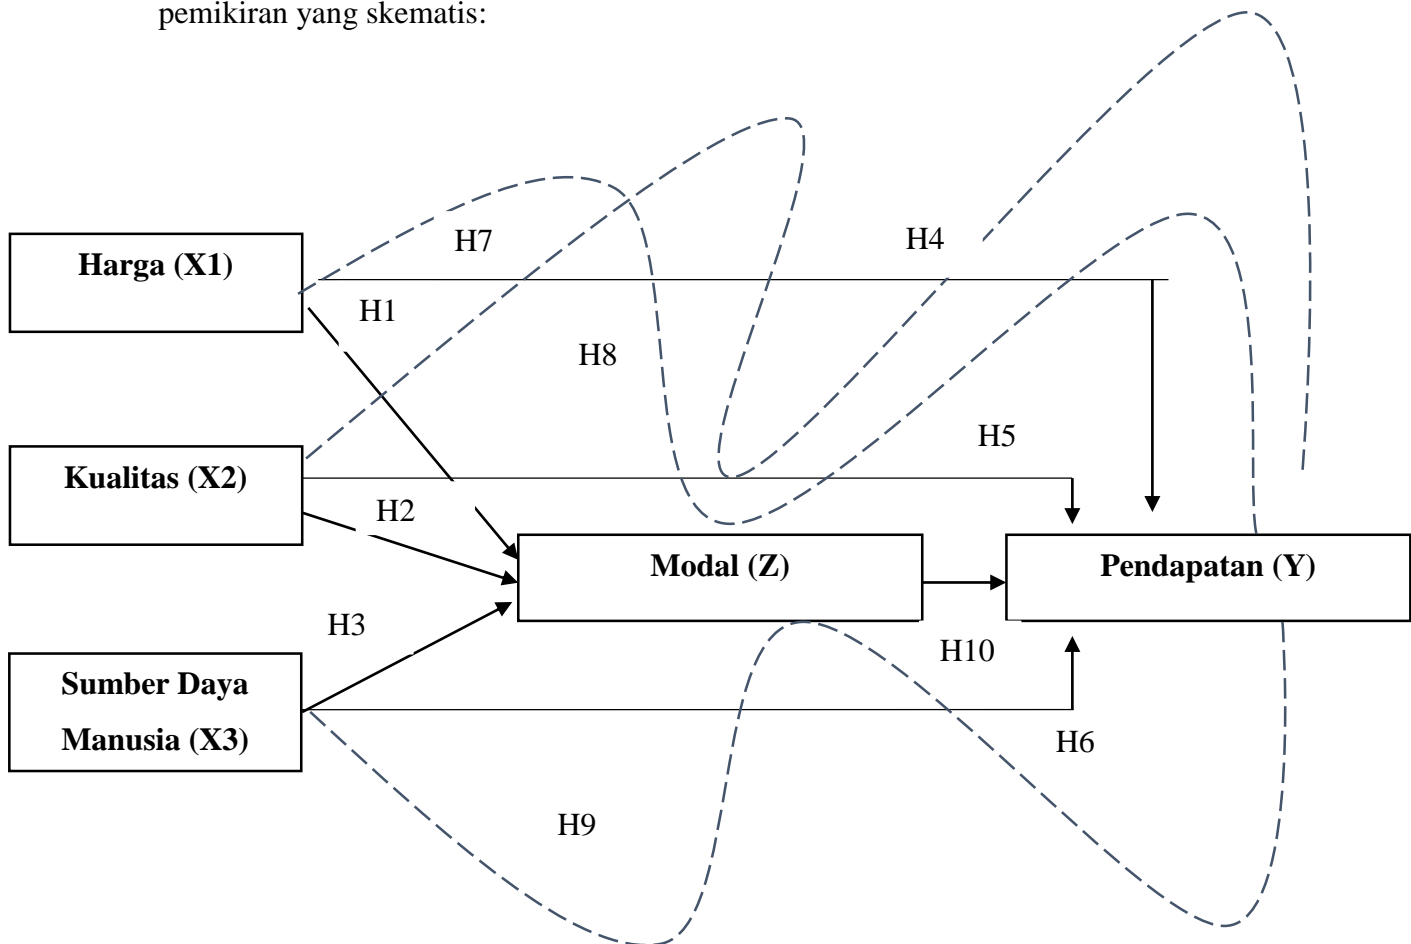 pemikiran yang skematis:
H7
H4
Harga (X1)
H1
H8
H5
Kualitas (X2)
H2
Modal (Z)
Pendapatan (Y)
H3
H10
Sumber Daya
Manusia (X3)
H6
H9